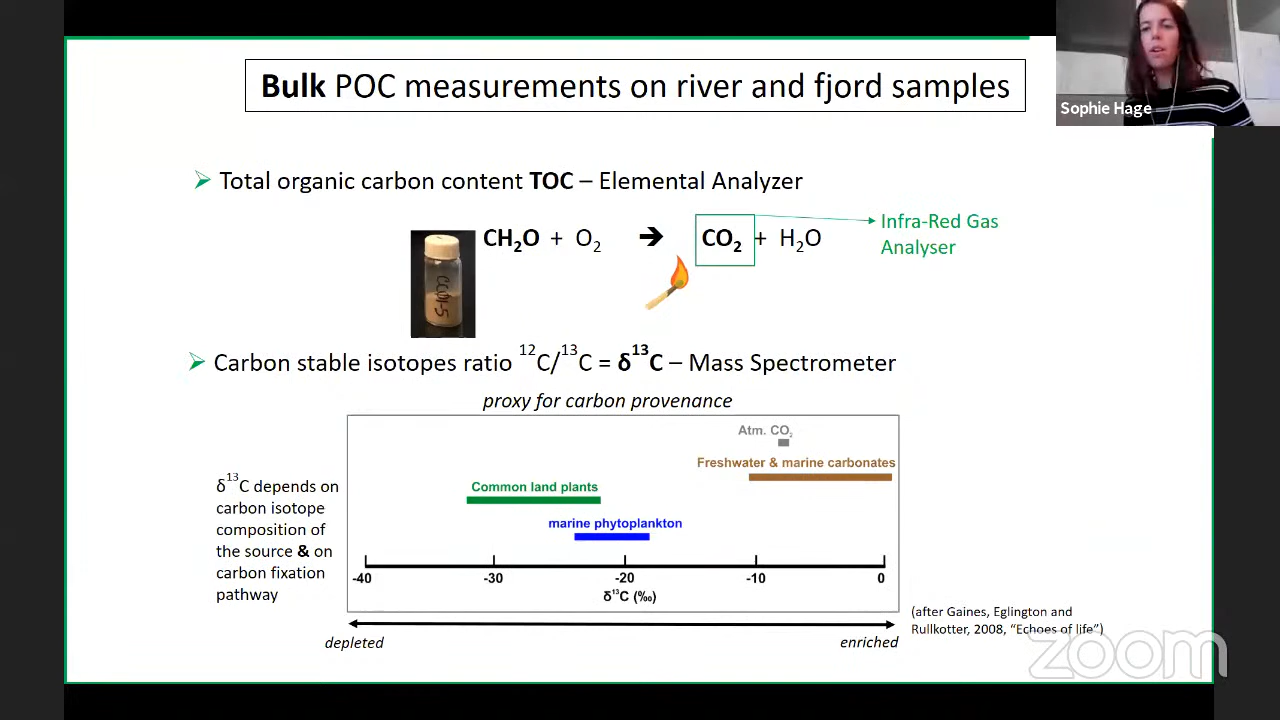 Bulk POC measurements on river and fjord samples
Sophie Hage
➢ Total organic carbon content TOC – Elemental Analyzer
CH₂O + O₂ ➔ CO₂ + H₂O
Infra-Red Gas
Analyser
CCM-5
➢ Carbon stable isotopes ratio ¹²C/¹³C = δ¹³C – Mass Spectrometer
proxy for carbon provenance
Atm. CO₂
Freshwater & marine carbonates
Common land plants
marine phytoplankton
-40 -30 -20 -10 0
δ¹³C (‰)
δ¹³C depends on
carbon isotope
composition of
the source & on
carbon fixation
pathway
depleted
enriched
(after Gaines, Eglington and
Rullkotter, 2008, “Echoes of life”)
zoom